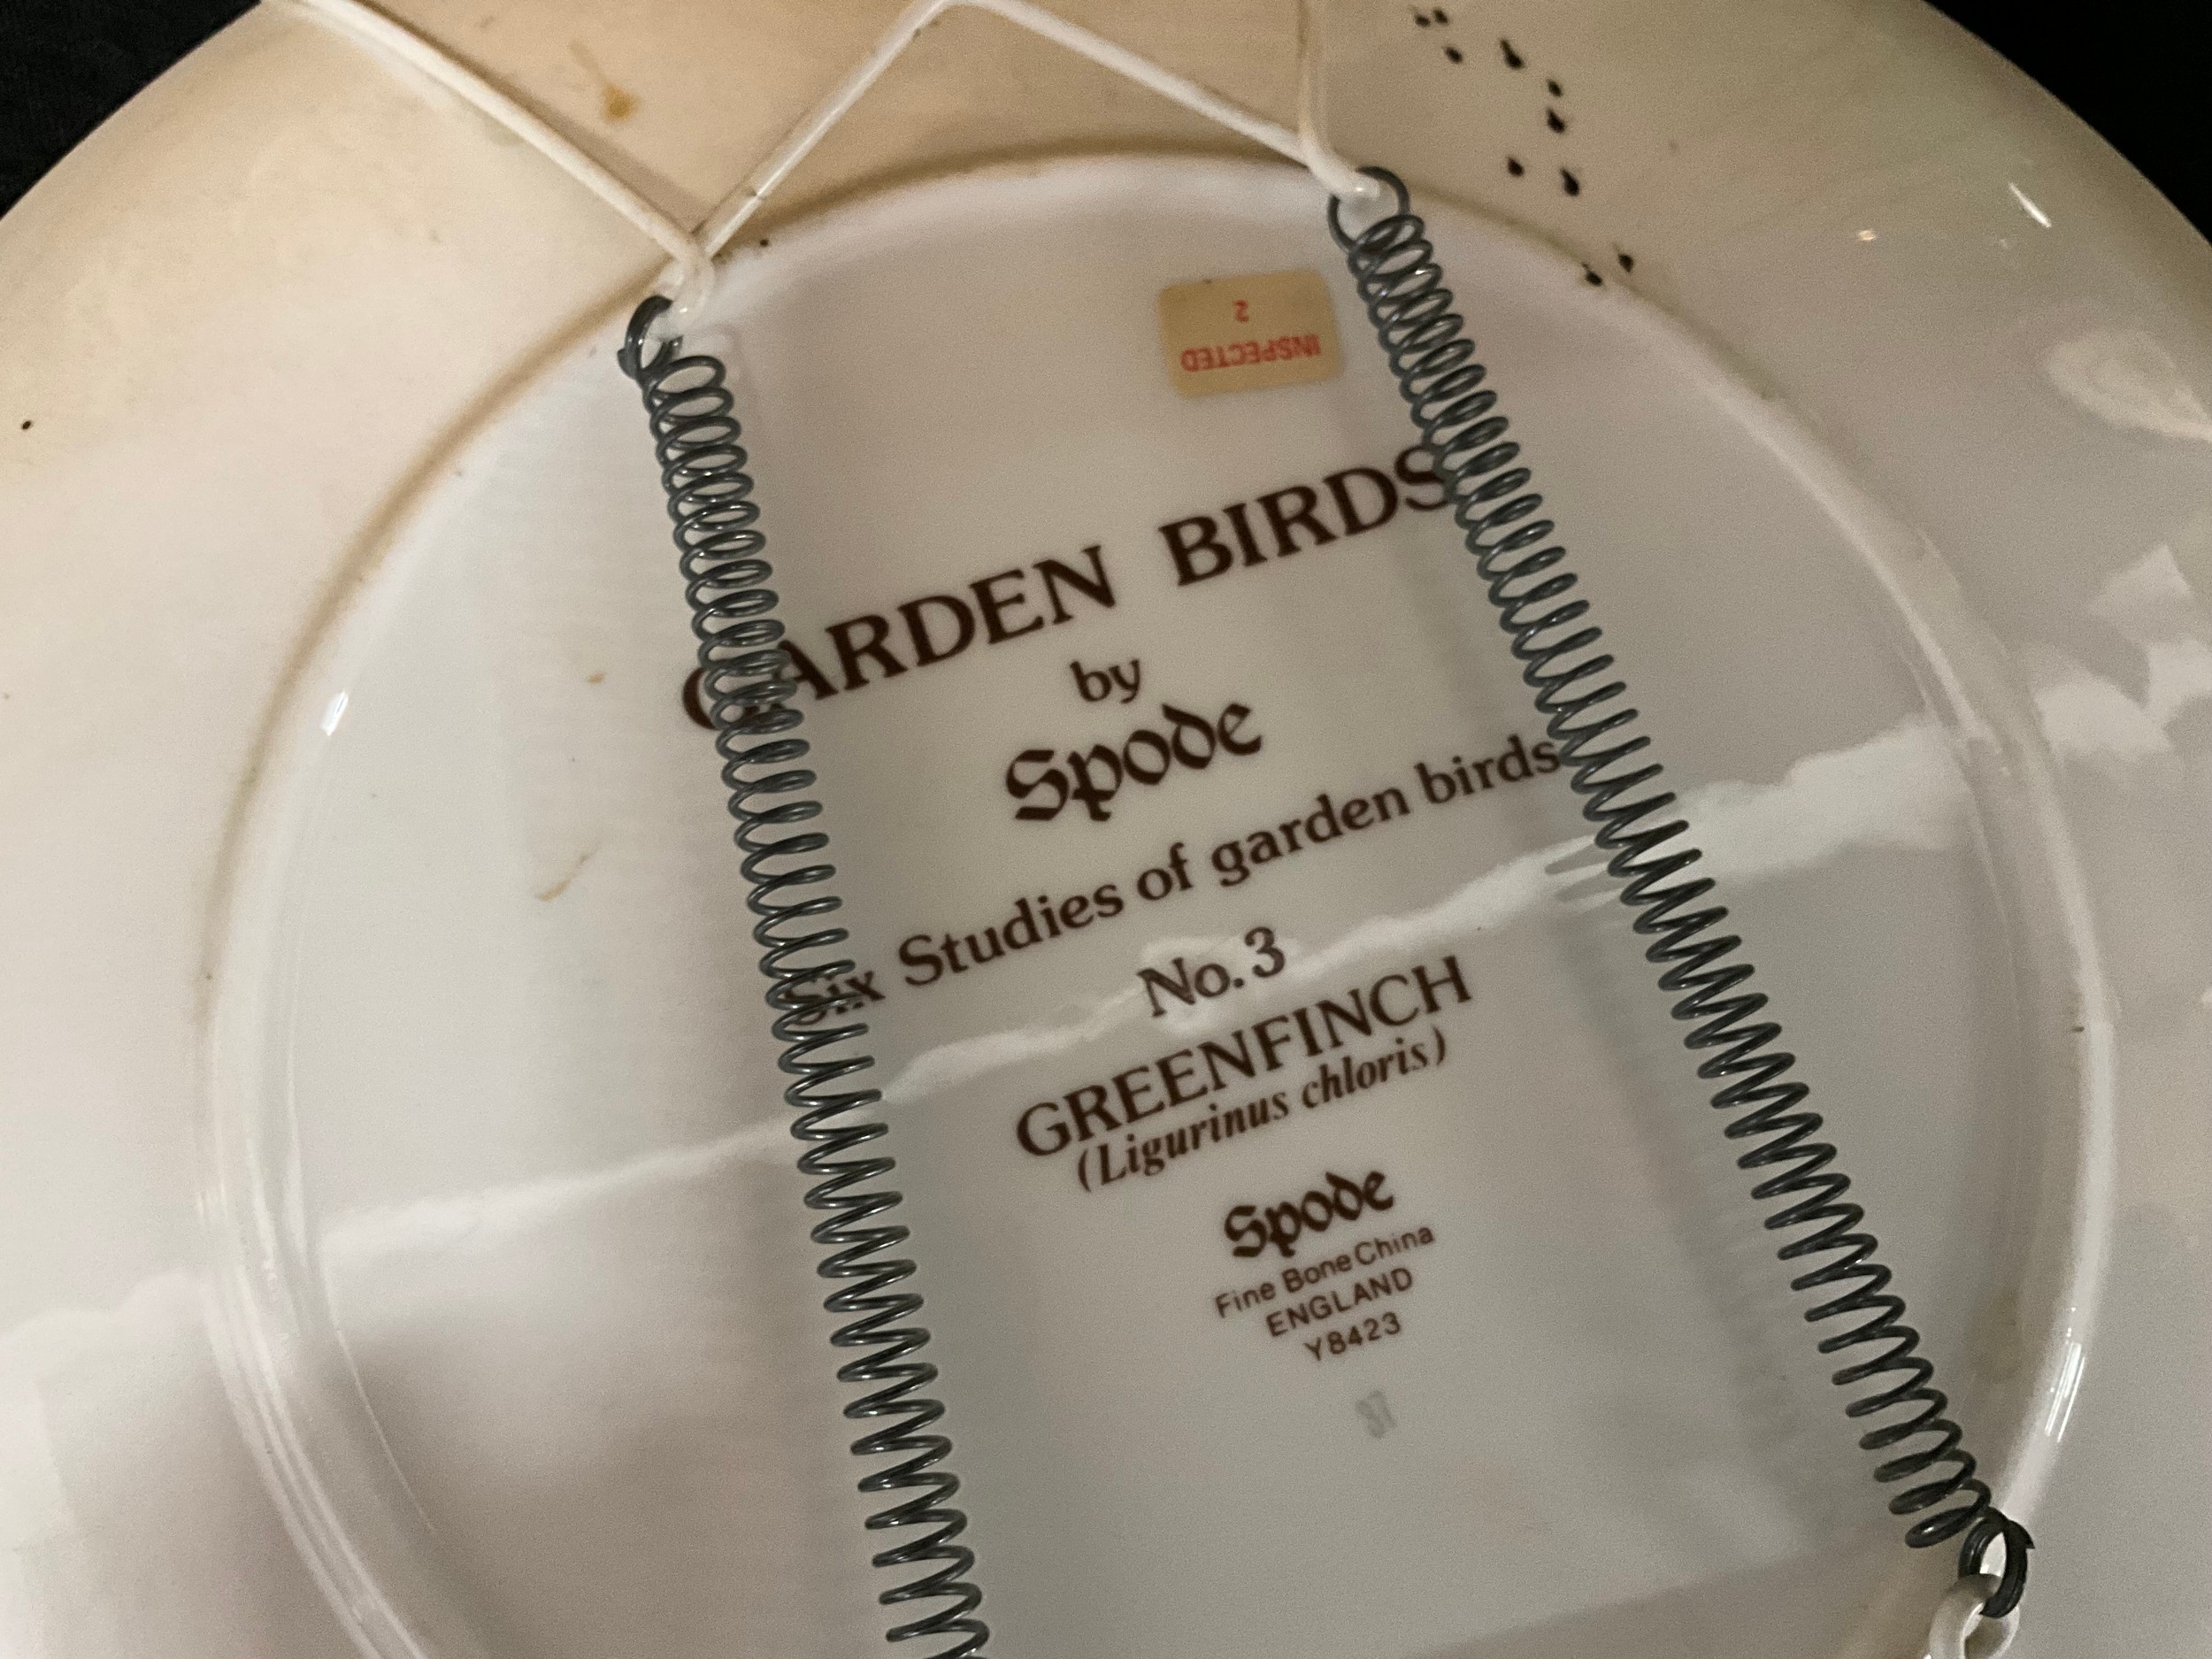 INSPECTED
2
GARDEN BIRDS
by
Spode
Six Studies of garden birds
No. 3
GREENFINCH
(Ligurinus chloris)
Spode
Fine Bone China
ENGLAND
Y8423